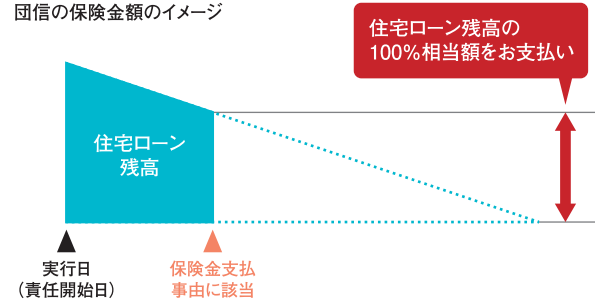 団信の保険金額のイメージ
住宅ローン残高の
100%相当額をお支払い
住宅ローン
残高
実行日
（責任開始日）
保険金支払
事由に該当